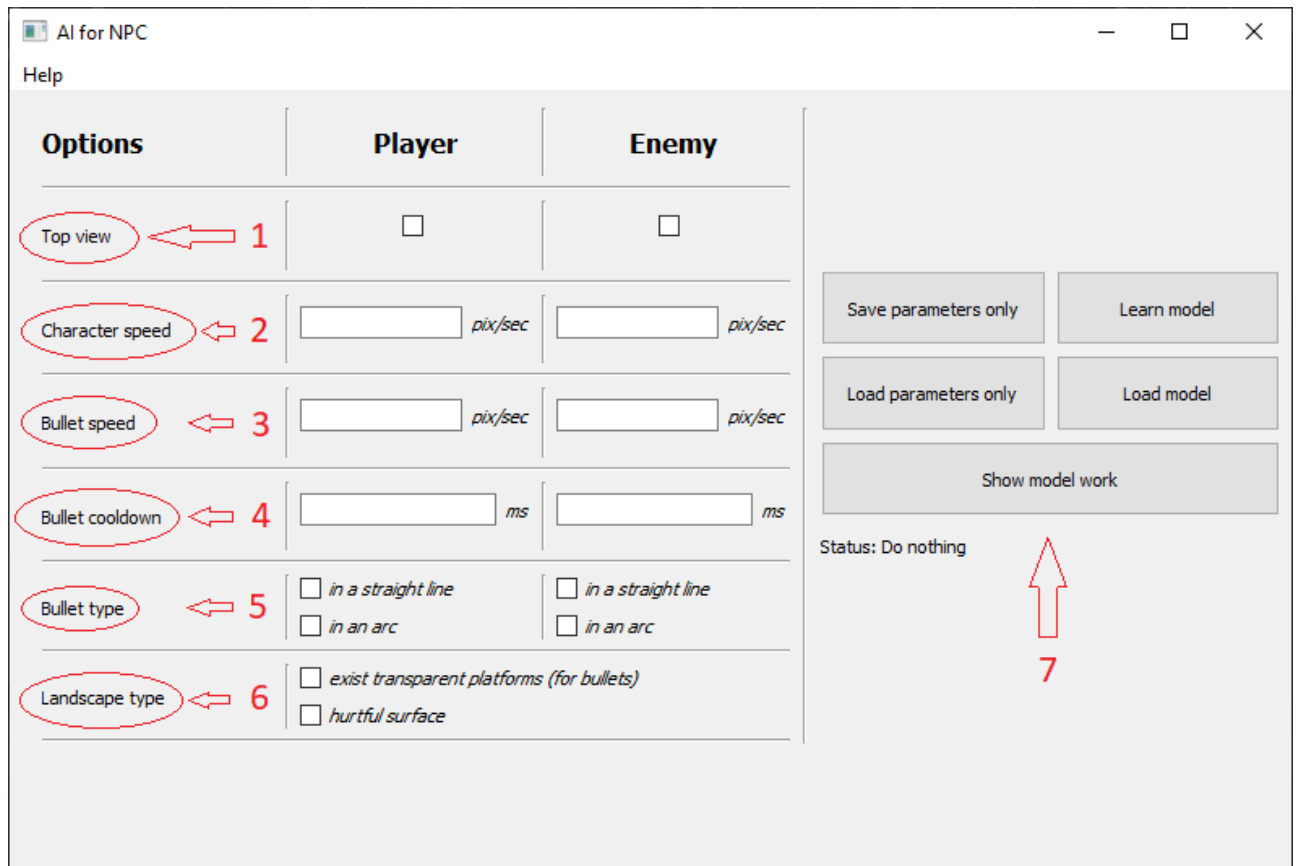 AI for NPC
Help
Options Player Enemy
Top view 1
Character speed 2 pix/sec pix/sec
Bullet speed 3 pix/sec pix/sec
Bullet cooldown 4 ms ms
Bullet type 5
in a straight line in a straight line
in an arc in an arc
Landscape type 6
exist transparent platforms (for bullets)
hurtful surface
Save parameters only Learn model
Load parameters only Load model
Show model work
Status: Do nothing
7